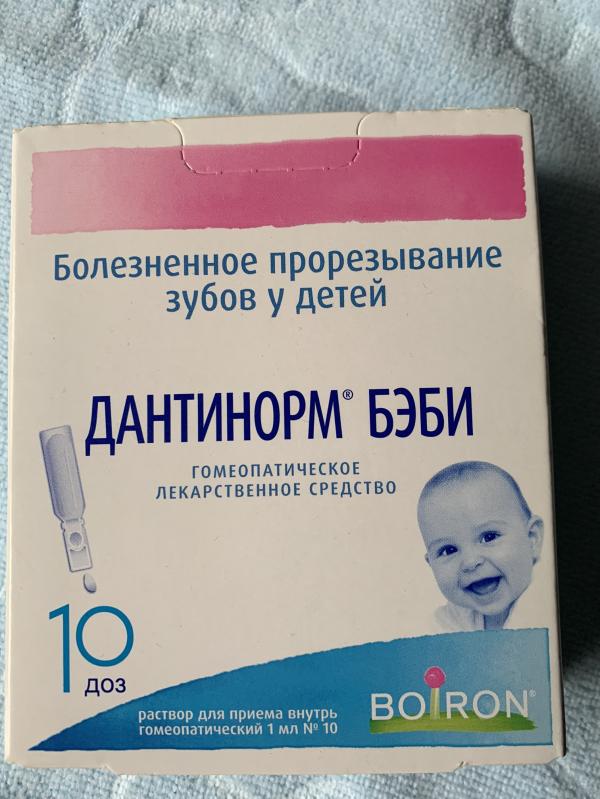 Болезненное прорезывание
зубов у детей
ДАНТИНОРМ® БЭБИ
ГОМЕОПАТИЧЕСКОЕ
ЛЕКАРСТВЕННОЕ СРЕДСТВО
10
ДОЗ
раствор для приема внутрь
гомеопатический 1 мл № 10
BOIRON®